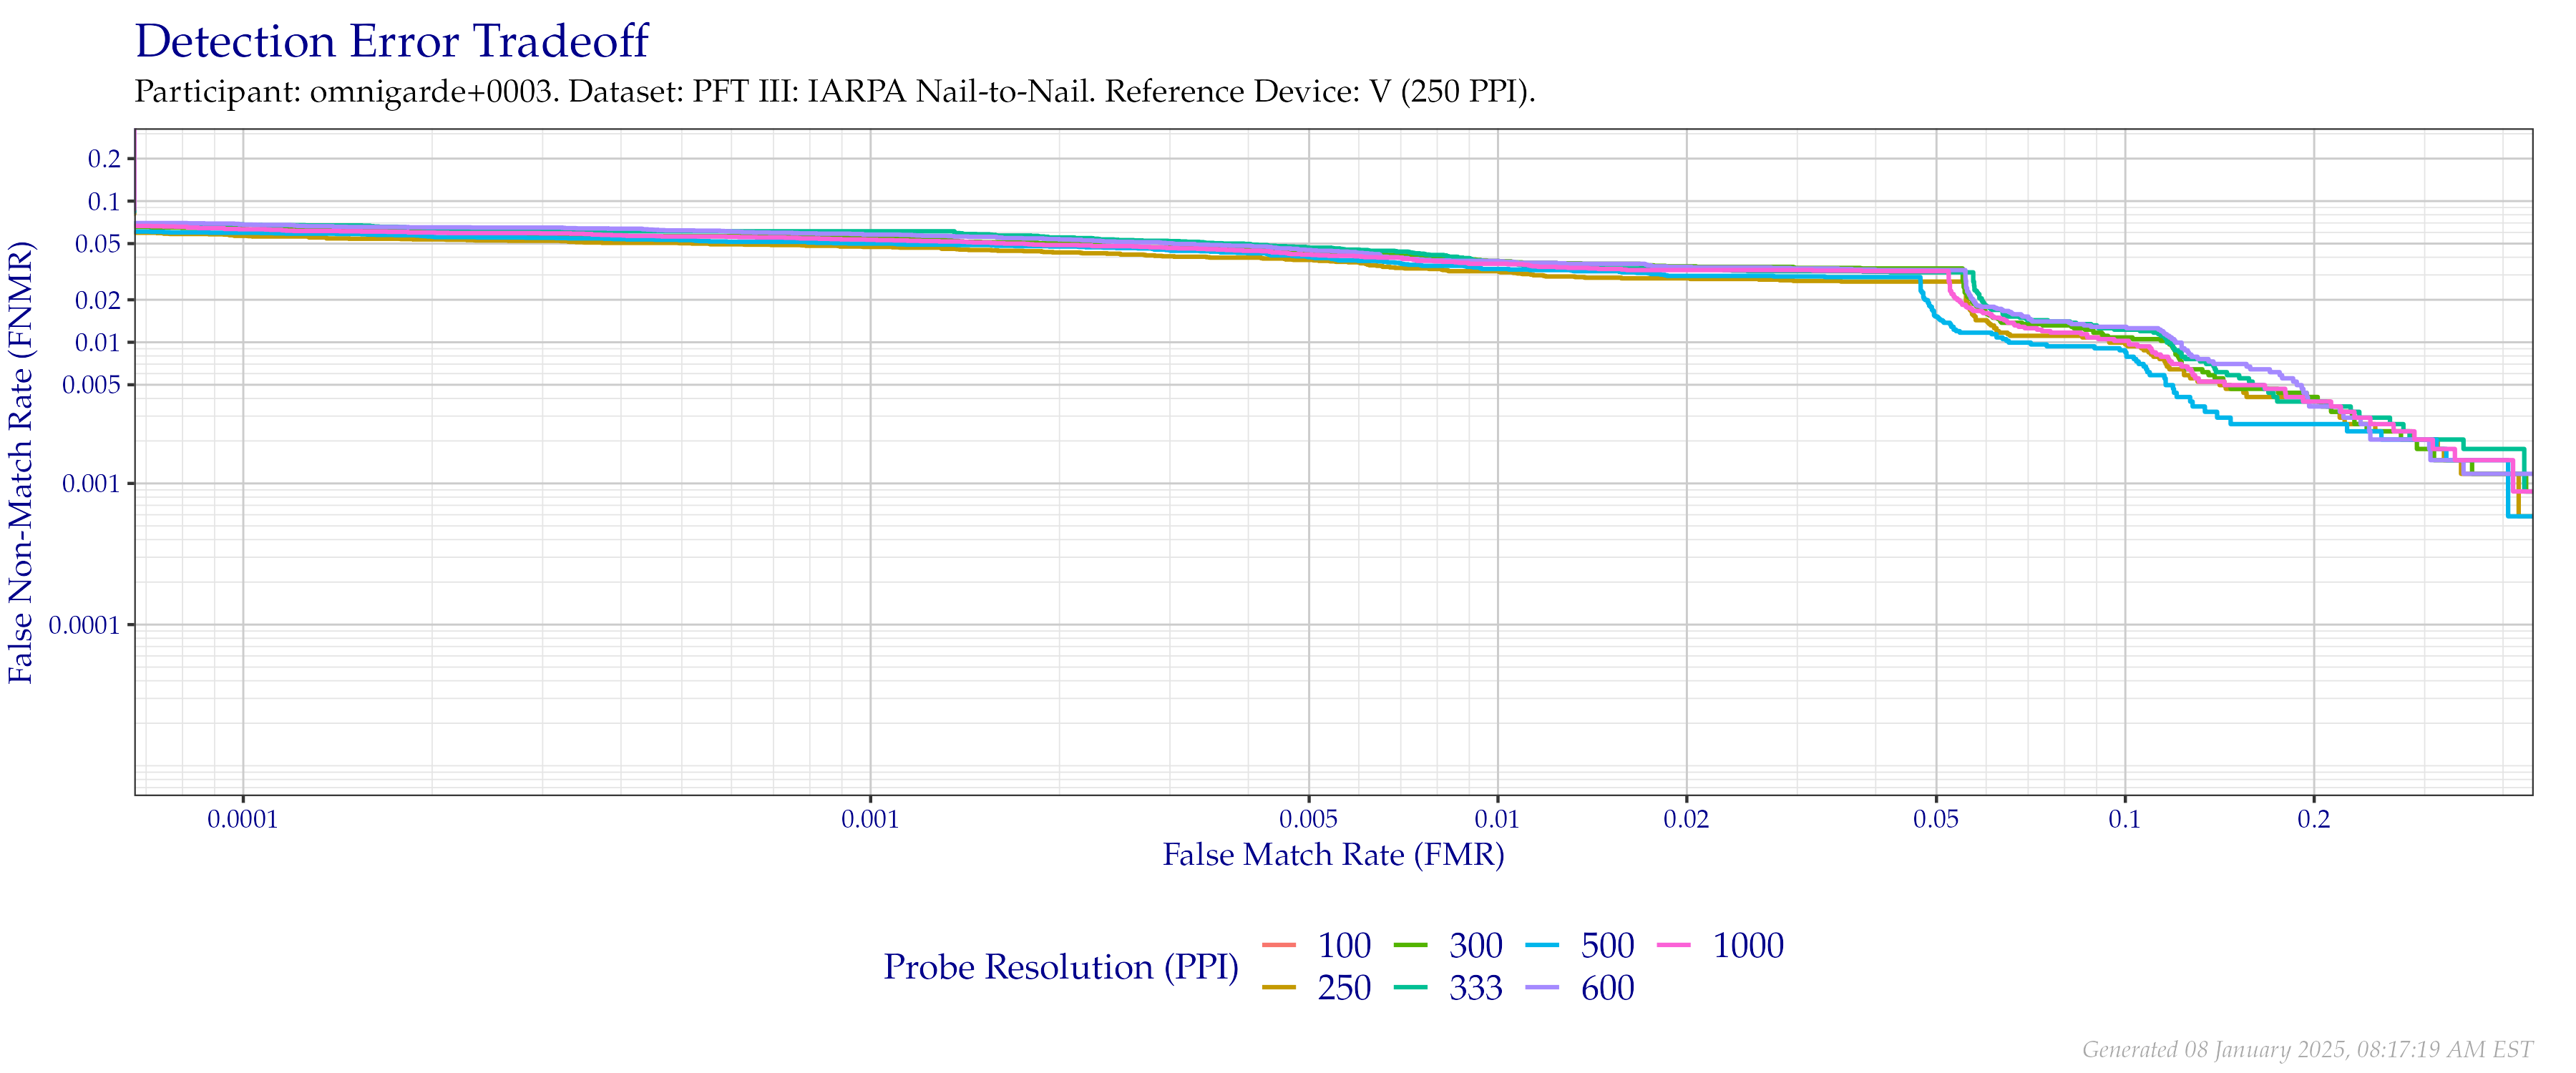 Detection Error Tradeoff
Participant: omnigarde+0003. Dataset: PFT III: IARPA Nail-to-Nail. Reference Device: V (250 PPI).
False Non-Match Rate (FNMR)
0.2
0.1
0.05
0.02
0.01
0.005
0.001
0.0001
0.0001 0.001 0.005 0.01 0.02 0.05 0.1 0.2
False Match Rate (FMR)
Probe Resolution (PPI)
100 300 500 1000
250 333 600
Generated 08 January 2025, 08:17:19 AM EST